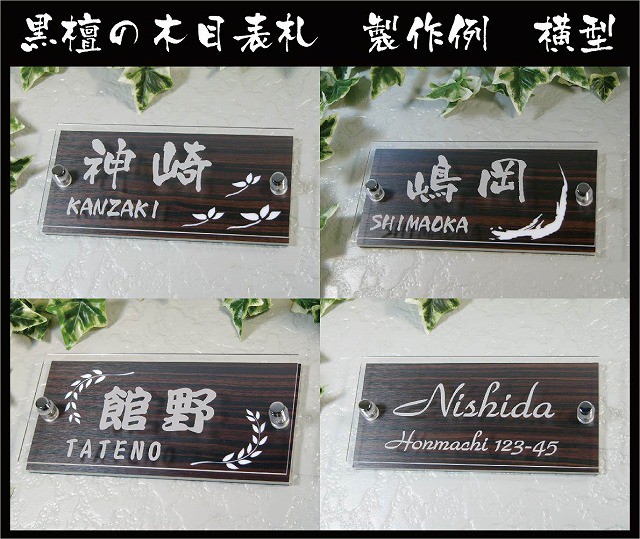 黒檀の木目表札　製作例　横型
神崎
KANZAKI
嶋岡
SHIMAOKA
館野
TATENO
Nishida
Honmachi 123-45